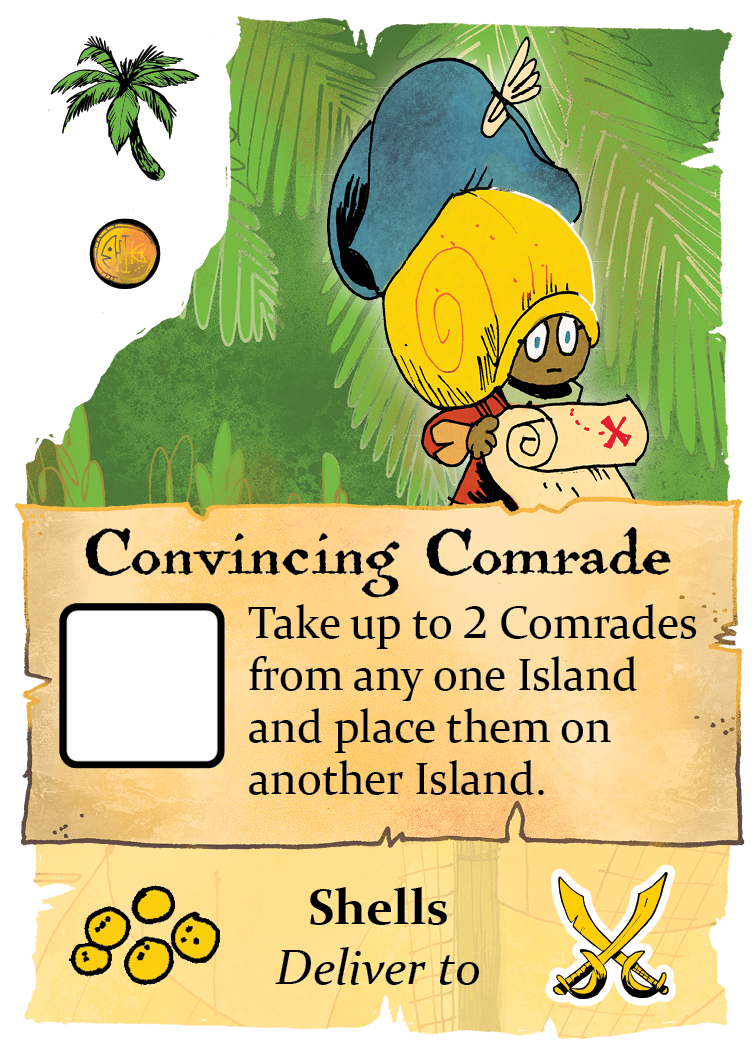 Convincing Comrade
Take up to 2 Comrades
from any one Island
and place them on
another Island.
Shells
Deliver to